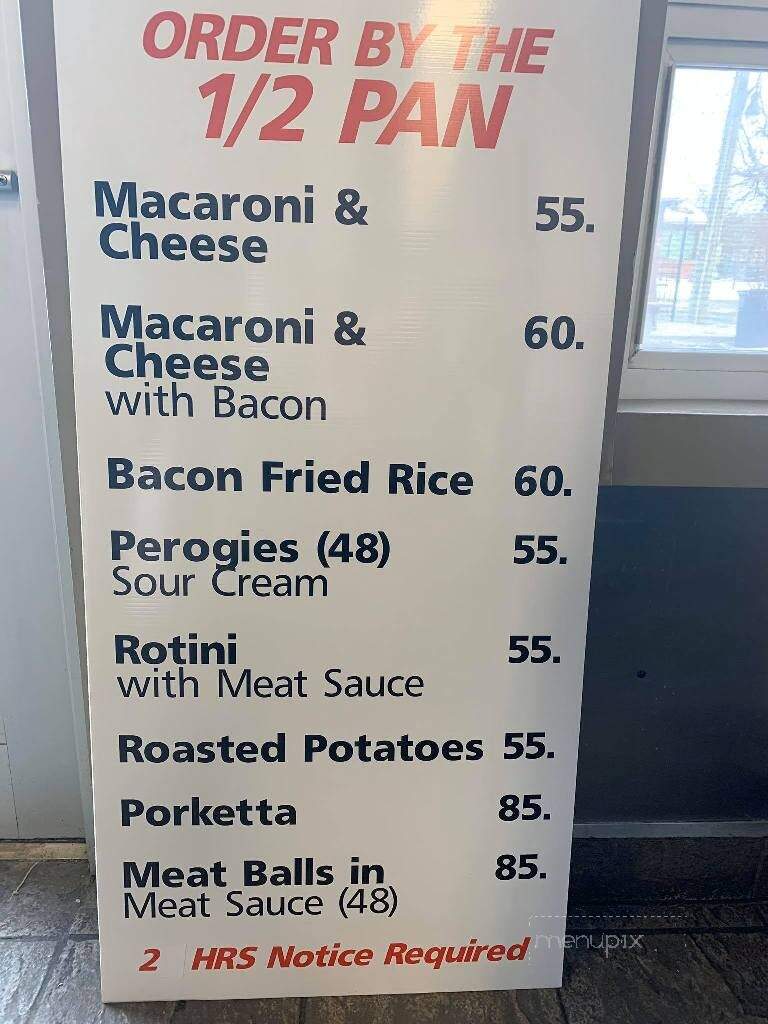 ORDER BY THE
1/2 PAN
Macaroni & 55.
Cheese
Macaroni & 60.
Cheese
with Bacon
Bacon Fried Rice 60.
Perogies (48) 55.
Sour Cream
Rotini 55.
with Meat Sauce
Roasted Potatoes 55.
Porketta 85.
Meat Balls in 85.
Meat Sauce (48)
2 HRS Notice Required
menupix